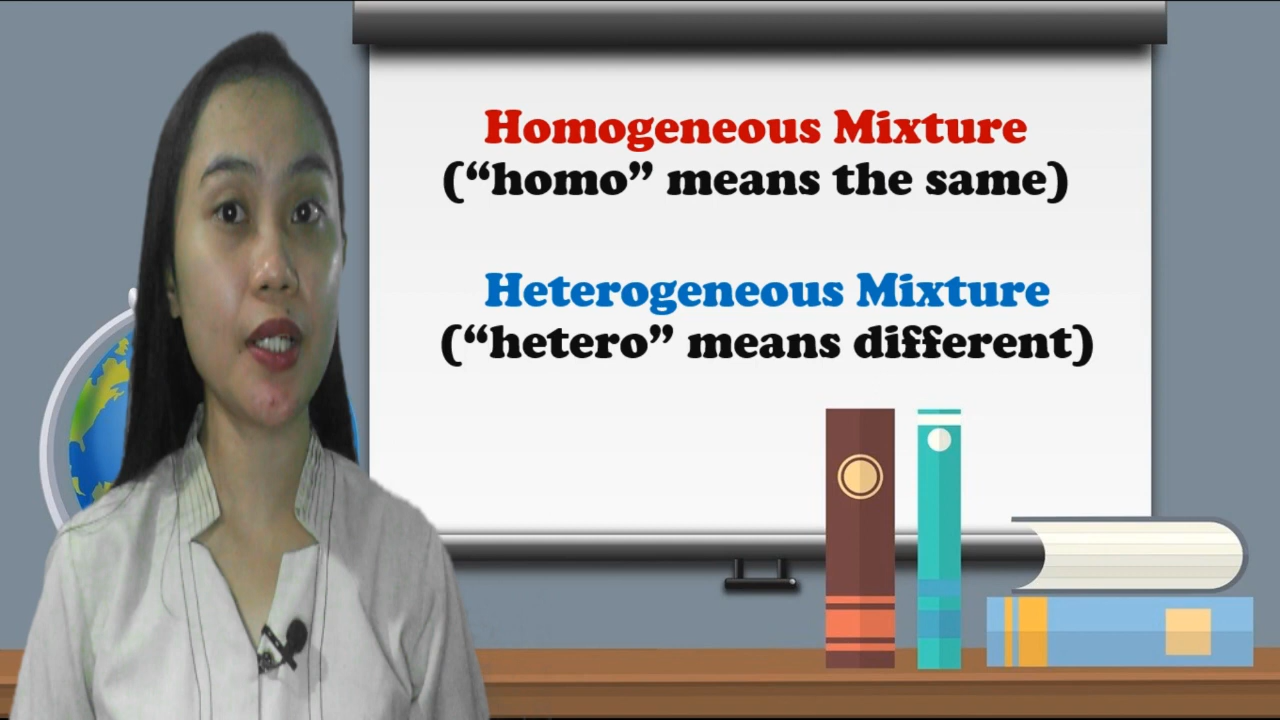 Homogeneous Mixture
(“homo” means the same)
Heterogeneous Mixture
(“hetero” means different)